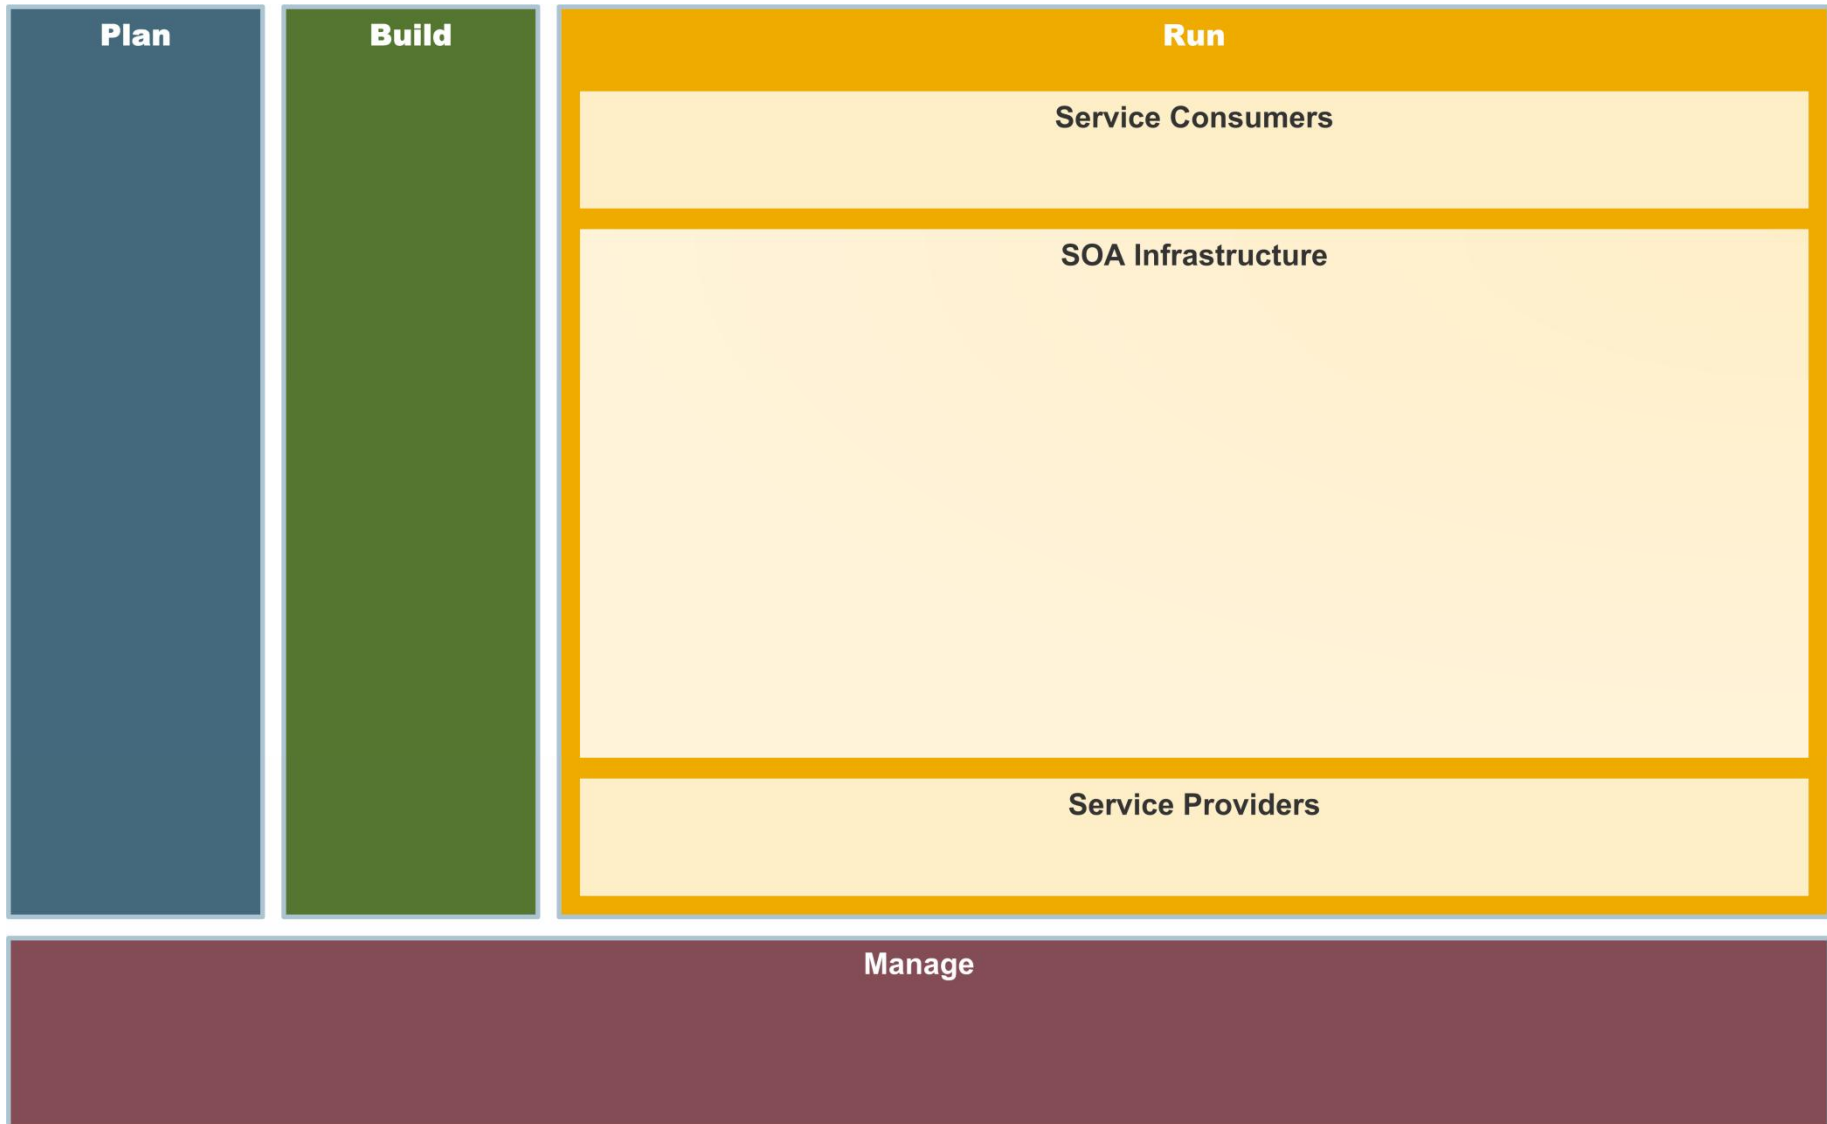 Plan
Build
Run
Service Consumers
SOA Infrastructure
Service Providers
Manage